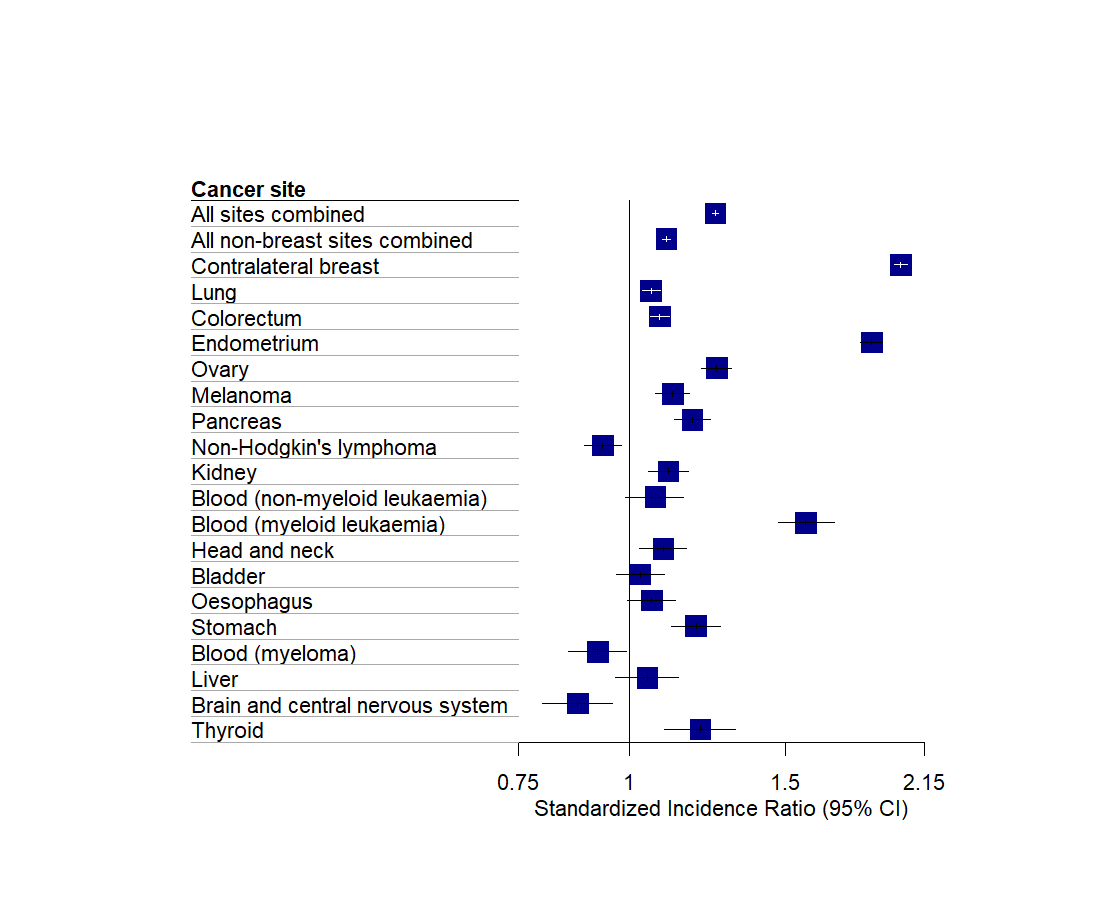 Cancer site
All sites combined
All non-breast sites combined
Contralateral breast
Lung
Colorectum
Endometrium
Ovary
Melanoma
Pancreas
Non-Hodgkin's lymphoma
Kidney
Blood (non-myeloid leukaemia)
Blood (myeloid leukaemia)
Head and neck
Bladder
Oesophagus
Stomach
Blood (myeloma)
Liver
Brain and central nervous system
Thyroid
0.75 1 1.5 2.15
Standardized Incidence Ratio (95% CI)